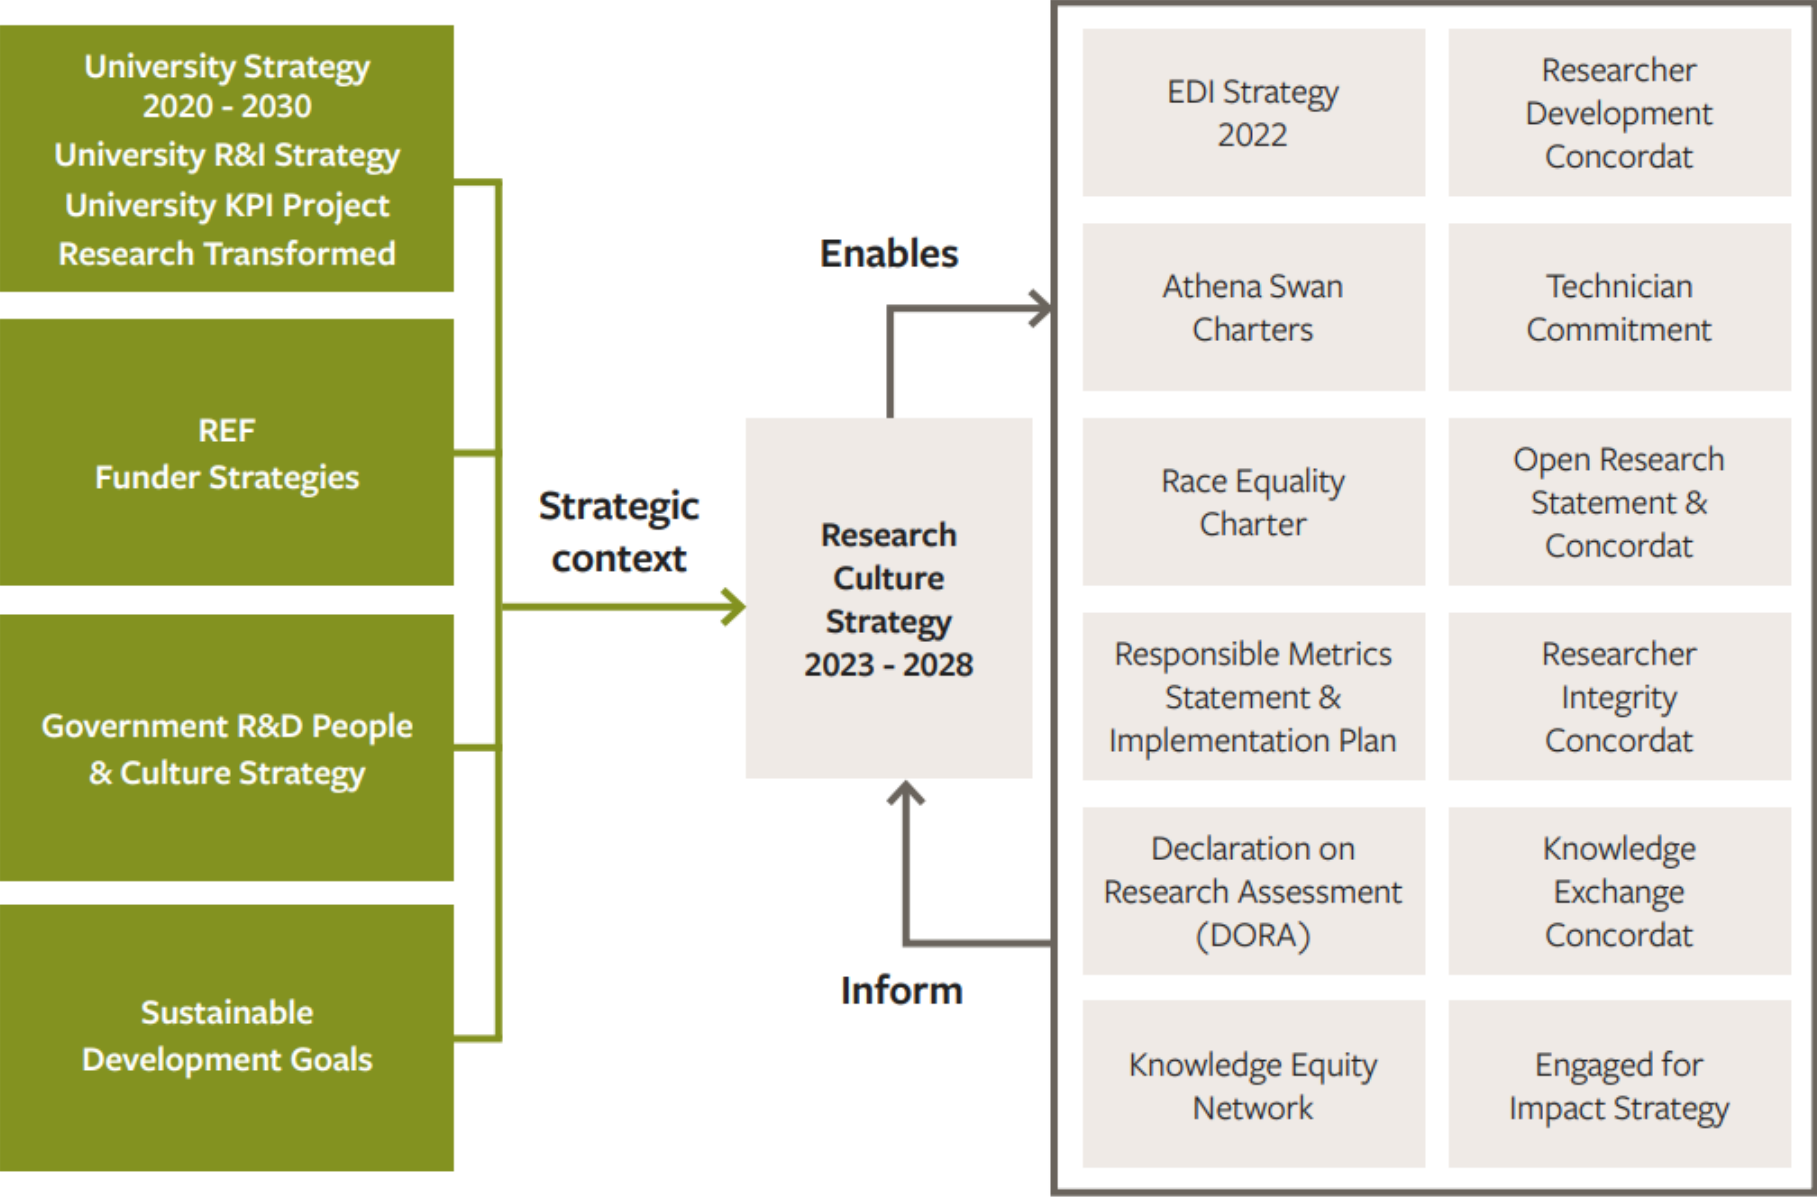 University Strategy
2020 - 2030
University R&I Strategy
University KPI Project
Research Transformed
REF
Funder Strategies
Government R&D People
& Culture Strategy
Sustainable
Development Goals
Strategic
context
Research
Culture
Strategy
2023 - 2028
Enables
Inform
EDI Strategy
2022
Researcher
Development
Concordat
Athena Swan
Charters
Technician
Commitment
Race Equality
Charter
Open Research
Statement &
Concordat
Responsible Metrics
Statement &
Implementation Plan
Researcher
Integrity
Concordat
Declaration on
Research Assessment
(DORA)
Knowledge
Exchange
Concordat
Knowledge Equity
Network
Engaged for
Impact Strategy